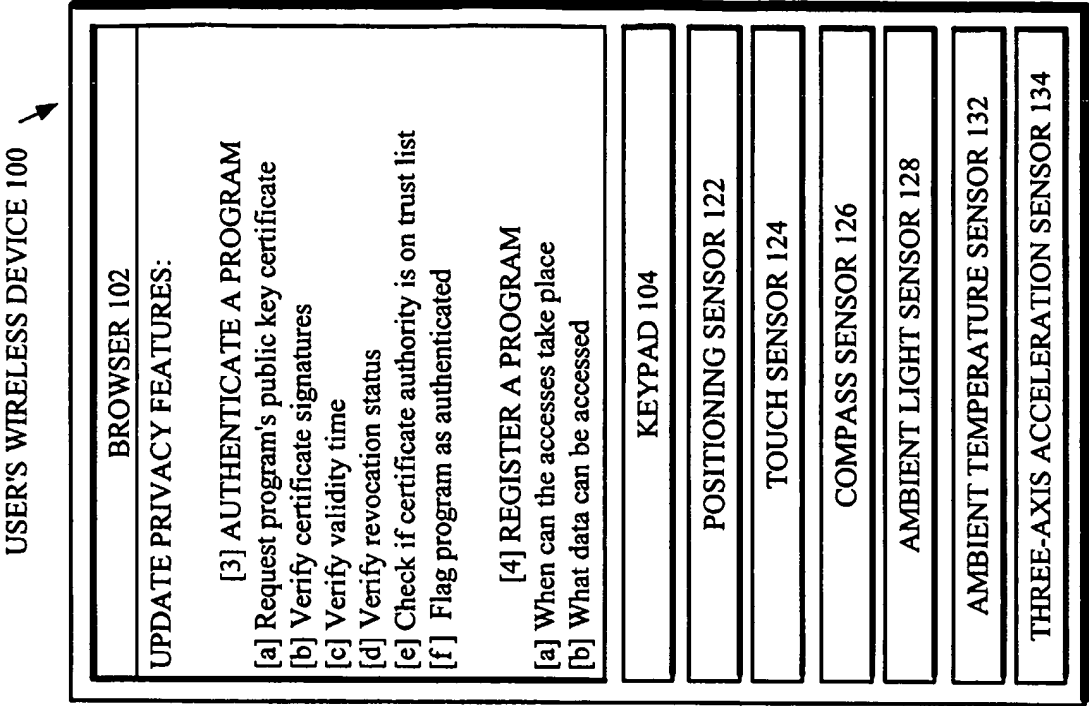 USER'S WIRELESS DEVICE 100
BROWSER 102
UPDATE PRIVACY FEATURES:
[3] AUTHENTICATE A PROGRAM
[a] Request program's public key certificate
[b] Verify certificate signatures
[c] Verify validity time
[d] Verify revocation status
[e] Check if certificate authority is on trust list
[f] Flag program as authenticated
[4] REGISTER A PROGRAM
[a] When can the accesses take place
[b] What data can be accessed
KEYPAD 104
POSITIONING SENSOR 122
TOUCH SENSOR 124
COMPASS SENSOR 126
AMBIENT LIGHT SENSOR 128
AMBIENT TEMPERATURE SENSOR 132
THREE-AXIS ACCELERATION SENSOR 134